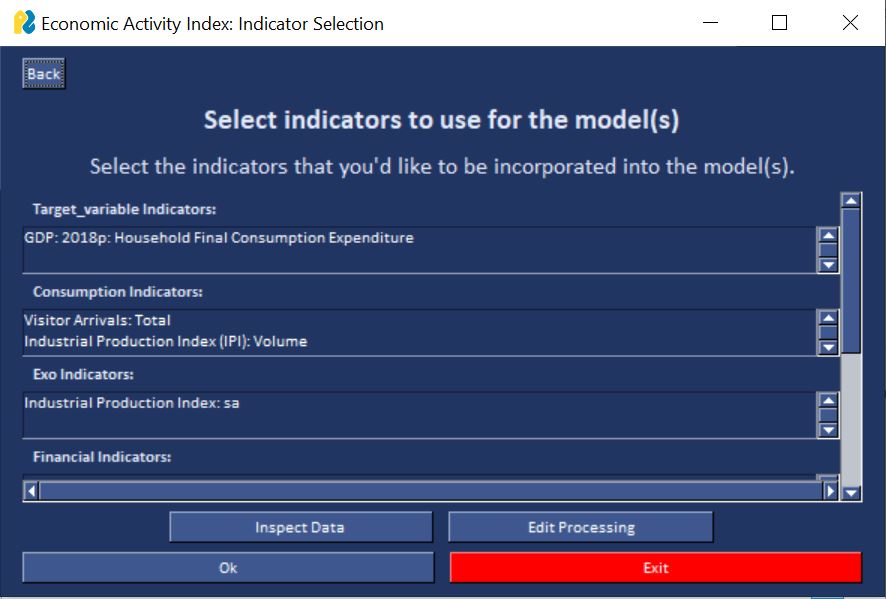 Economic Activity Index: Indicator Selection
Back
Select indicators to use for the model(s)
Select the indicators that you'd like to be incorporated into the model(s).
Target_variable Indicators:
GDP: 2018p: Household Final Consumption Expenditure
Consumption Indicators:
Visitor Arrivals: Total
Industrial Production Index (IPI): Volume
Exo Indicators:
Industrial Production Index: sa
Financial Indicators:
Inspect Data
Edit Processing
Ok
Exit